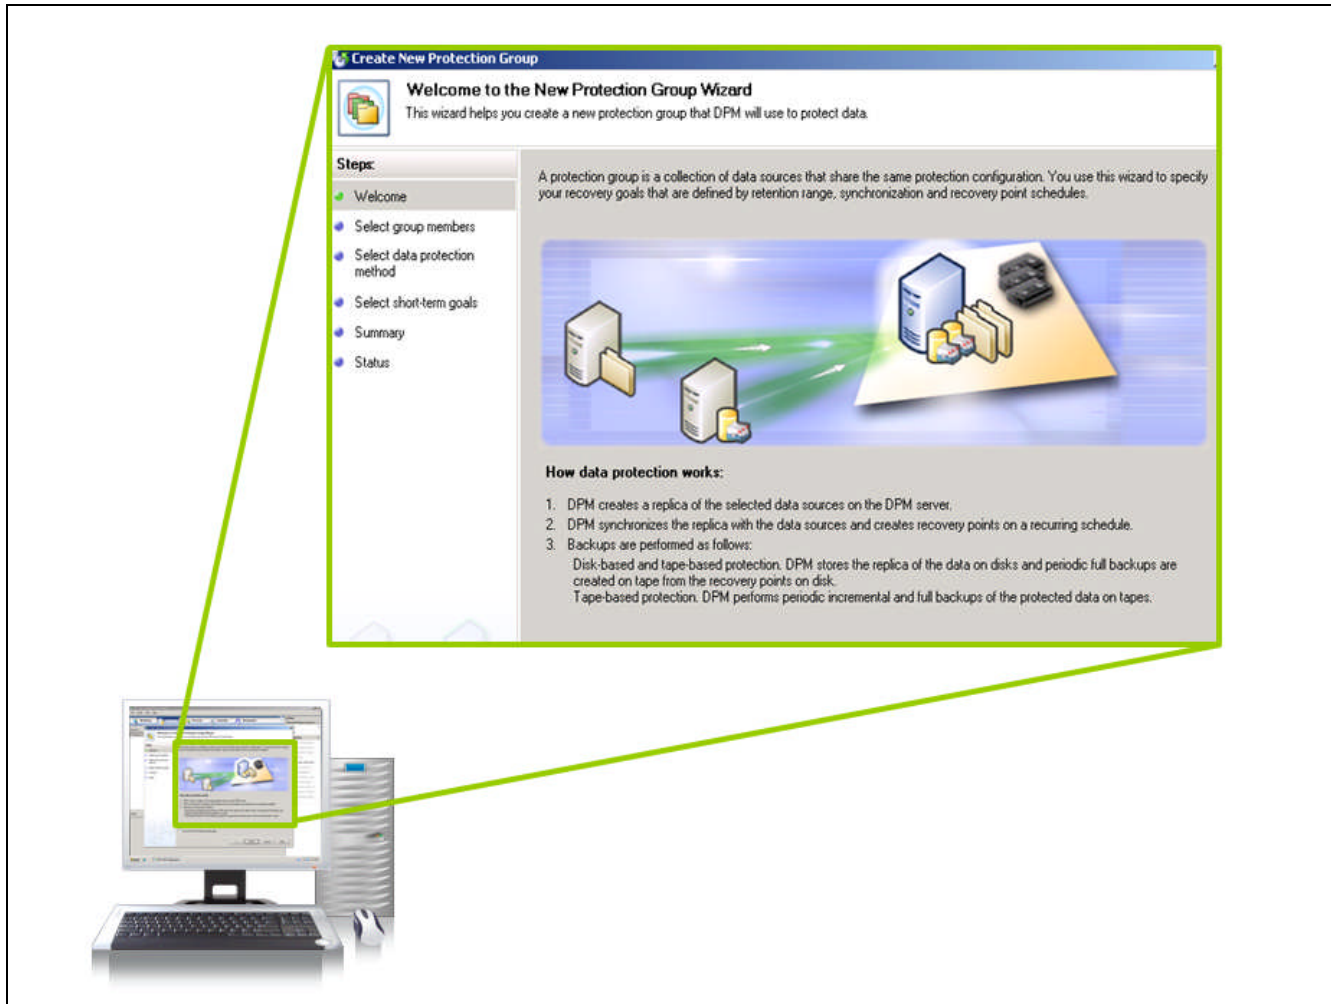 Create New Protection Group
Welcome to the New Protection Group Wizard
This wizard helps you create a new protection group that DPM will use to protect data.
Steps:
Welcome
Select group members
Select data protection
method
Select short-term goals
Summary
Status
A protection group is a collection of data sources that share the same protection configuration. You use this wizard to specify
your recovery goals that are defined by retention range, synchronization and recovery point schedules.
How data protection works:
1. DPM creates a replica of the selected data sources on the DPM server.
2. DPM synchronizes the replica with the data sources and creates recovery points on a recurring schedule.
3. Backups are performed as follows:
Disk-based and tape-based protection. DPM stores the replica of the data on disks and periodic full backups are
created on tape from the recovery points on disk.
Tape-based protection. DPM performs periodic incremental and full backups of the protected data on tapes.